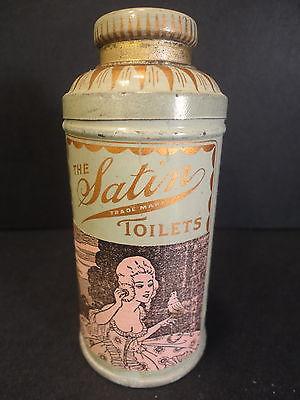 THE
Satin
TRADE MARK
TOILETS